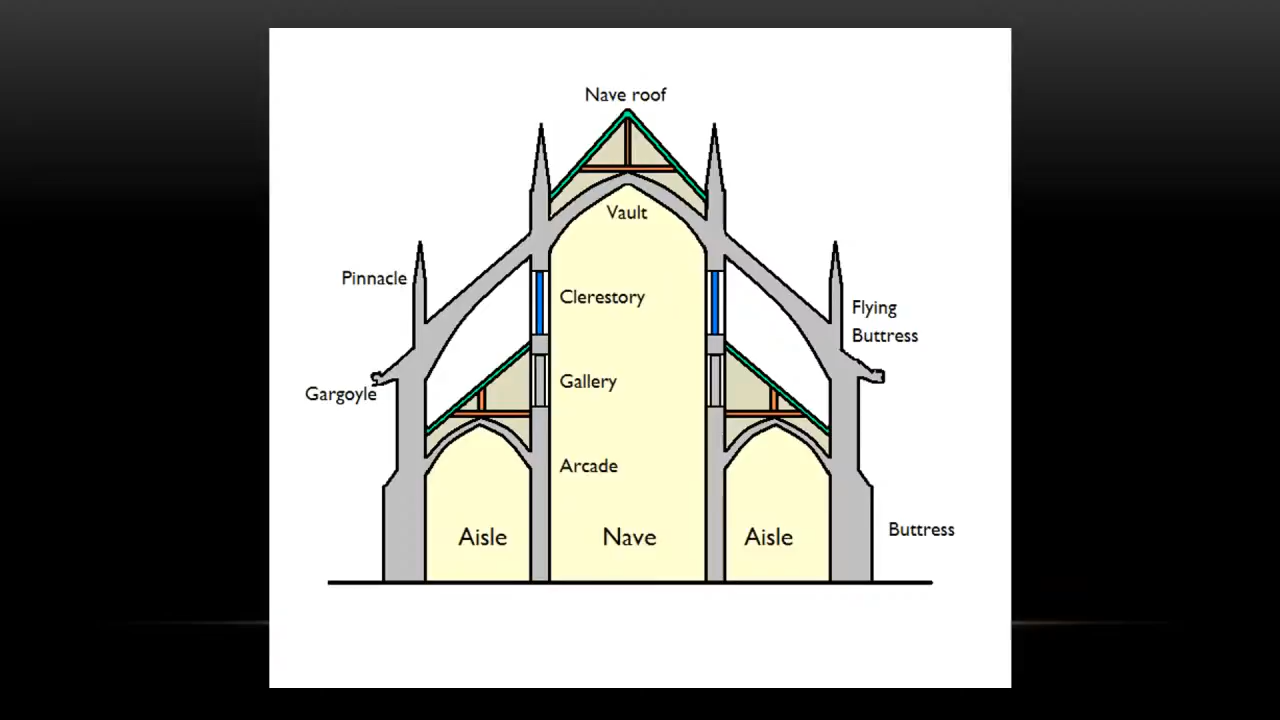 Nave roof
Vault
Pinnacle
Clerestory
Flying
Buttress
Gallery
Gargoyle
Arcade
Aisle
Nave
Aisle
Buttress